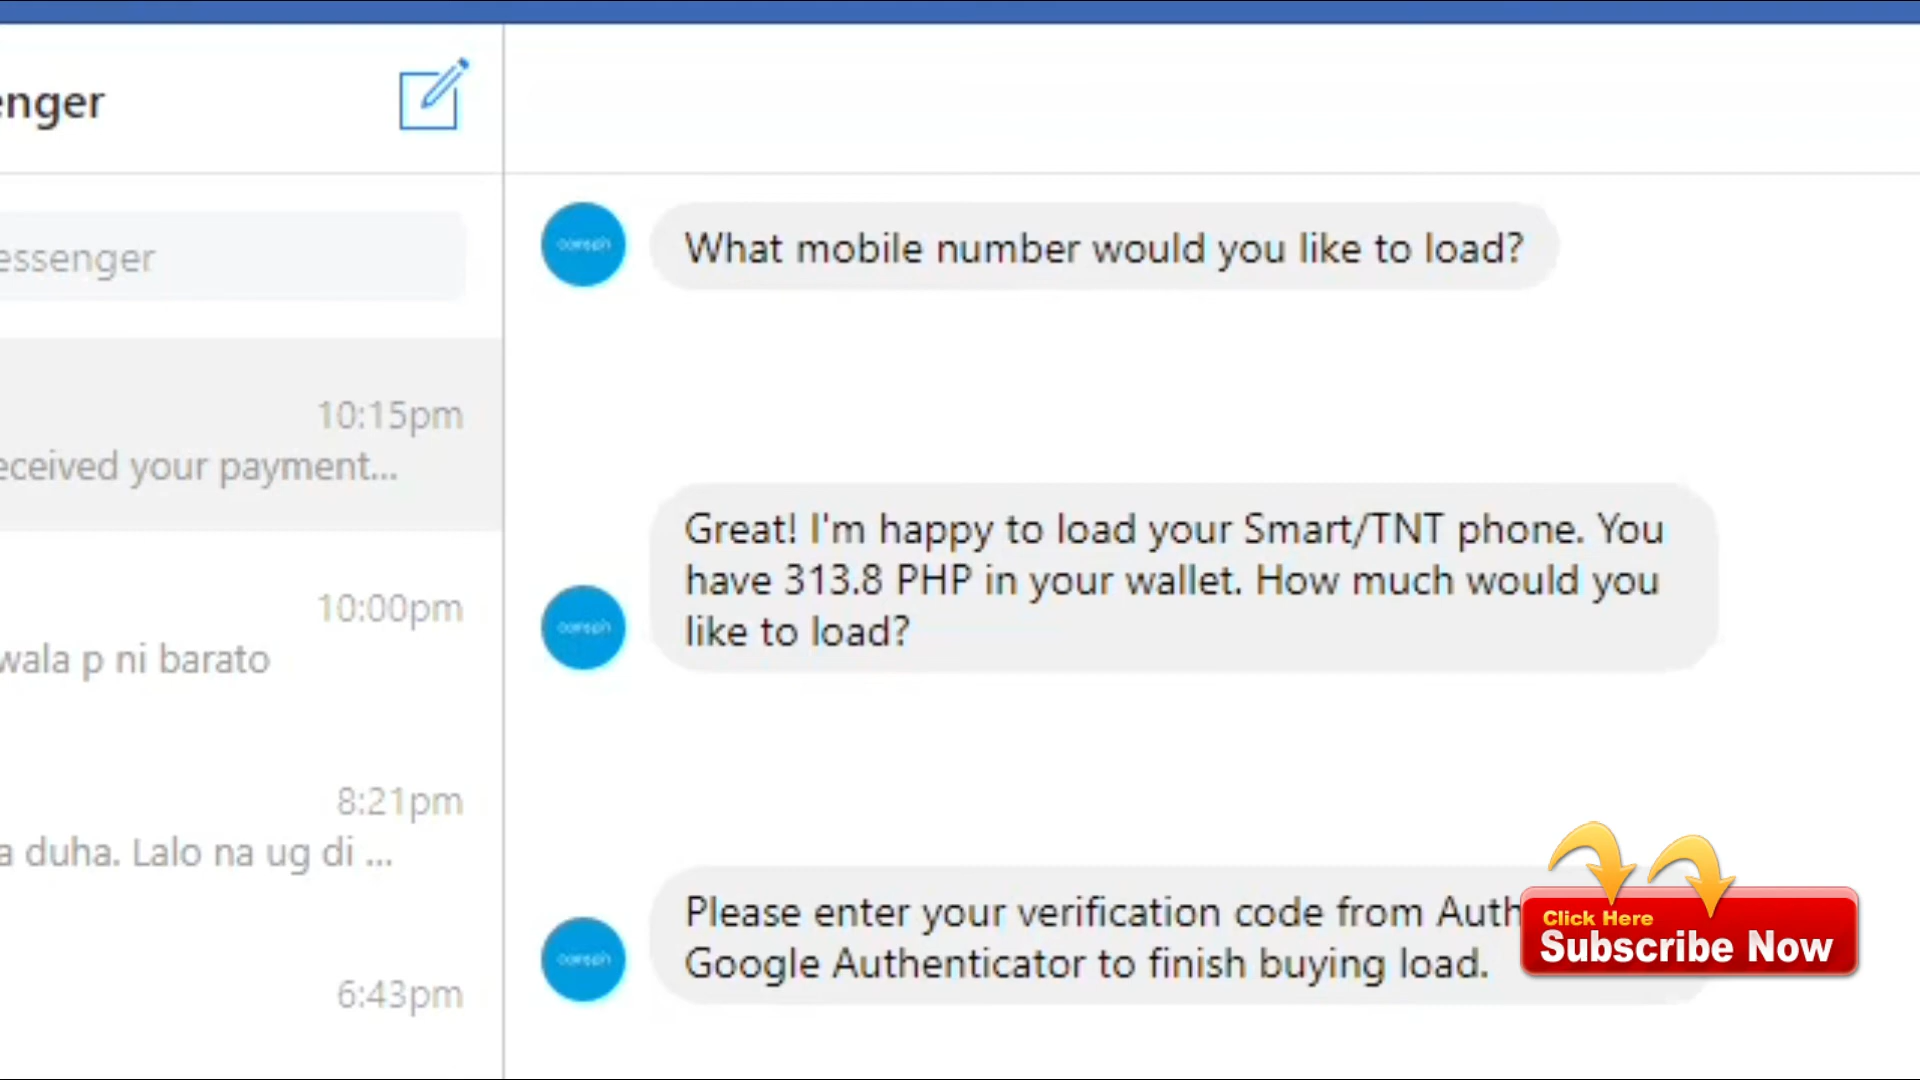 enger
essenger
10:15pm
eceived your payment...
10:00pm
wala p ni barato
8:21pm
a duha. Lalo na ug di ...
6:43pm
What mobile number would you like to load?
Great! I'm happy to load your Smart/TNT phone. You
have 313.8 PHP in your wallet. How much would you
like to load?
Please enter your verification code from Auth
Google Authenticator to finish buying load.
Click Here
Subscribe Now